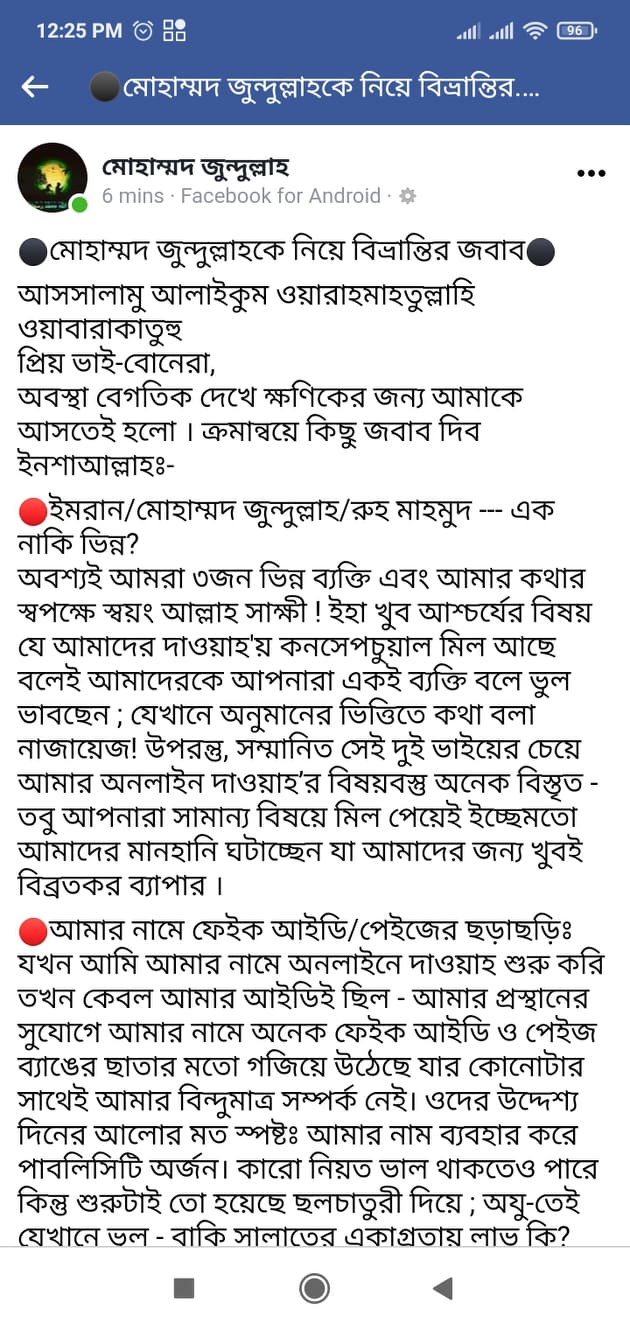 12:25 PM
96
মোহাম্মদ জুন্দুল্লাহকে নিয়ে বিভ্রান্তির....
মোহাম্মদ জুন্দুল্লাহ
6 mins · Facebook for Android ·
⚫মোহাম্মদ জুন্দুল্লাহকে নিয়ে বিভ্রান্তির জবাব⚫
আসসালামু আলাইকুম ওয়ারাহমাহতুল্লাহি
ওয়াবারাকাতুহু
প্রিয় ভাই-বোনেরা,
অবস্থা বেগতিক দেখে ক্ষণিকের জন্য আমাকে
আসতেই হলো । ক্রমান্বয়ে কিছু জবাব দিব
ইনশাআল্লাহঃ-
🔴ইমরান/মোহাম্মদ জুন্দুল্লাহ/রুহ মাহমুদ --- এক
নাকি ভিন্ন?
অবশ্যই আমরা ৩জন ভিন্ন ব্যক্তি এবং আমার কথার
স্বপক্ষে স্বয়ং আল্লাহ সাক্ষী ! ইহা খুব আশ্চর্যের বিষয়
যে আমাদের দাওয়াহ'য় কনসেপচুয়াল মিল আছে
বলেই আমাদেরকে আপনারা একই ব্যক্তি বলে ভুল
ভাবছেন ; যেখানে অনুমানের ভিত্তিতে কথা বলা
নাজায়েজ! উপরন্তু, সম্মানিত সেই দুই ভাইয়ের চেয়ে
আমার অনলাইন দাওয়াহ’র বিষয়বস্তু অনেক বিস্তৃত -
তবু আপনারা সামান্য বিষয়ে মিল পেয়েই ইচ্ছেমতো
আমাদের মানহানি ঘটাচ্ছেন যা আমাদের জন্য খুবই
বিব্রতকর ব্যাপার ।
🔴আমার নামে ফেইক আইডি/পেইজের ছড়াছড়িঃ
যখন আমি আমার নামে অনলাইনে দাওয়াহ শুরু করি
তখন কেবল আমার আইডিই ছিল - আমার প্রস্থানের
সুযোগে আমার নামে অনেক ফেইক আইডি ও পেইজ
ব্যাঙের ছাতার মতো গজিয়ে উঠেছে যার কোনোটার
সাথেই আমার বিন্দুমাত্র সম্পর্ক নেই। ওদের উদ্দেশ্য
দিনের আলোর মত স্পষ্টঃ আমার নাম ব্যবহার করে
পাবলিসিটি অর্জন। কারো নিয়ত ভাল থাকতেও পারে
কিন্তু শুরুটাই তো হয়েছে ছলচাতুরী দিয়ে ; অযু-তেই
যেখানে ভুল - বাকি সালাতের একাগ্রতায় লাভ কি?